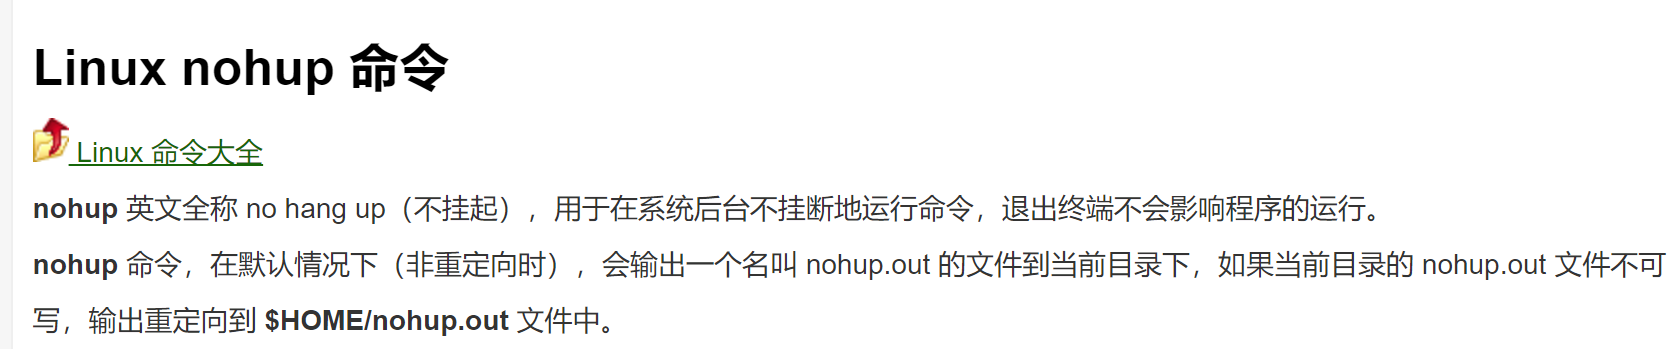 Linux nohup 命令
Linux 命令大全
nohup 英文全称 no hang up（不挂起），用于在系统后台不挂断地运行命令，退出终端不会影响程序的运行。
nohup 命令，在默认情况下（非重定向时），会输出一个名叫 nohup.out 的文件到当前目录下，如果当前目录的 nohup.out 文件不可
写，输出重定向到 $HOME/nohup.out 文件中。